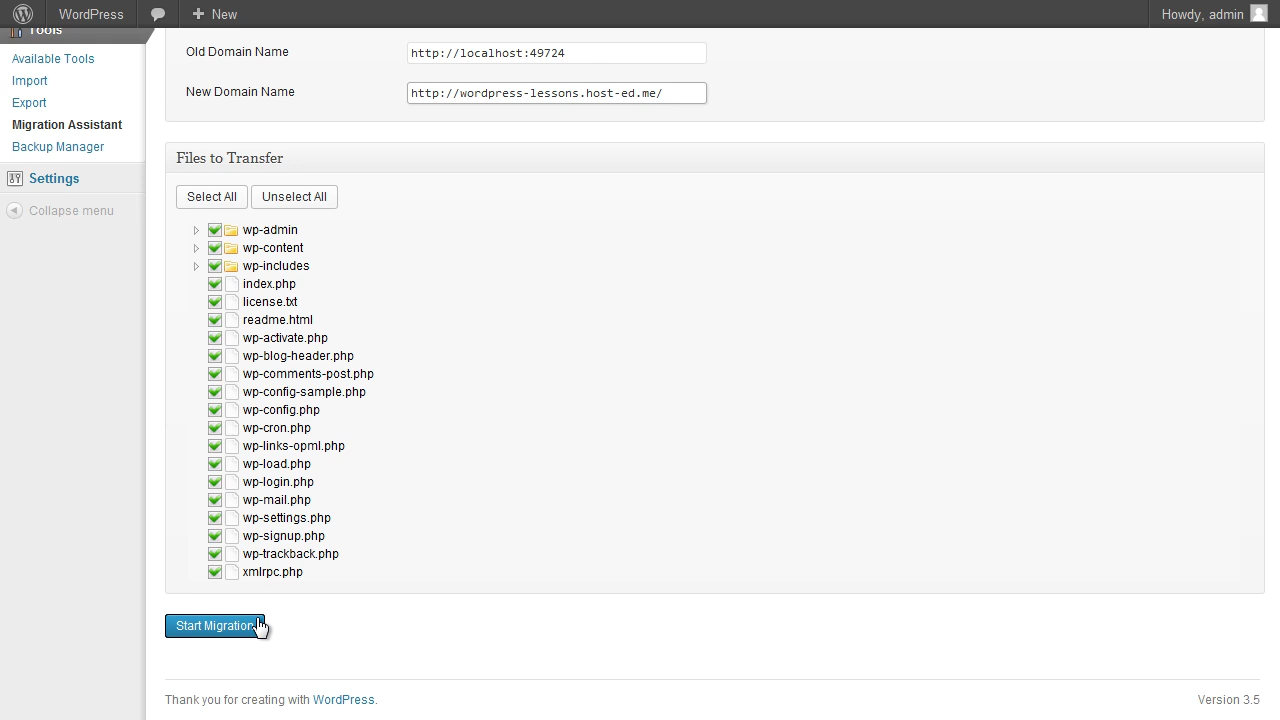 WordPress
New
Howdy, admin
Tools
Available Tools
Import
Export
Migration Assistant
Backup Manager
Settings
Collapse menu
Old Domain Name
http://localhost:49724
New Domain Name
http://wordpress-lessons.host-ed.me/
Files to Transfer
Select All
Unselect All
wp-admin
wp-content
wp-includes
index.php
license.txt
readme.html
wp-activate.php
wp-blog-header.php
wp-comments-post.php
wp-config-sample.php
wp-config.php
wp-cron.php
wp-links-opml.php
wp-load.php
wp-login.php
wp-mail.php
wp-settings.php
wp-signup.php
wp-trackback.php
xmlrpc.php
Start Migration
Thank you for creating with WordPress.
Version 3.5